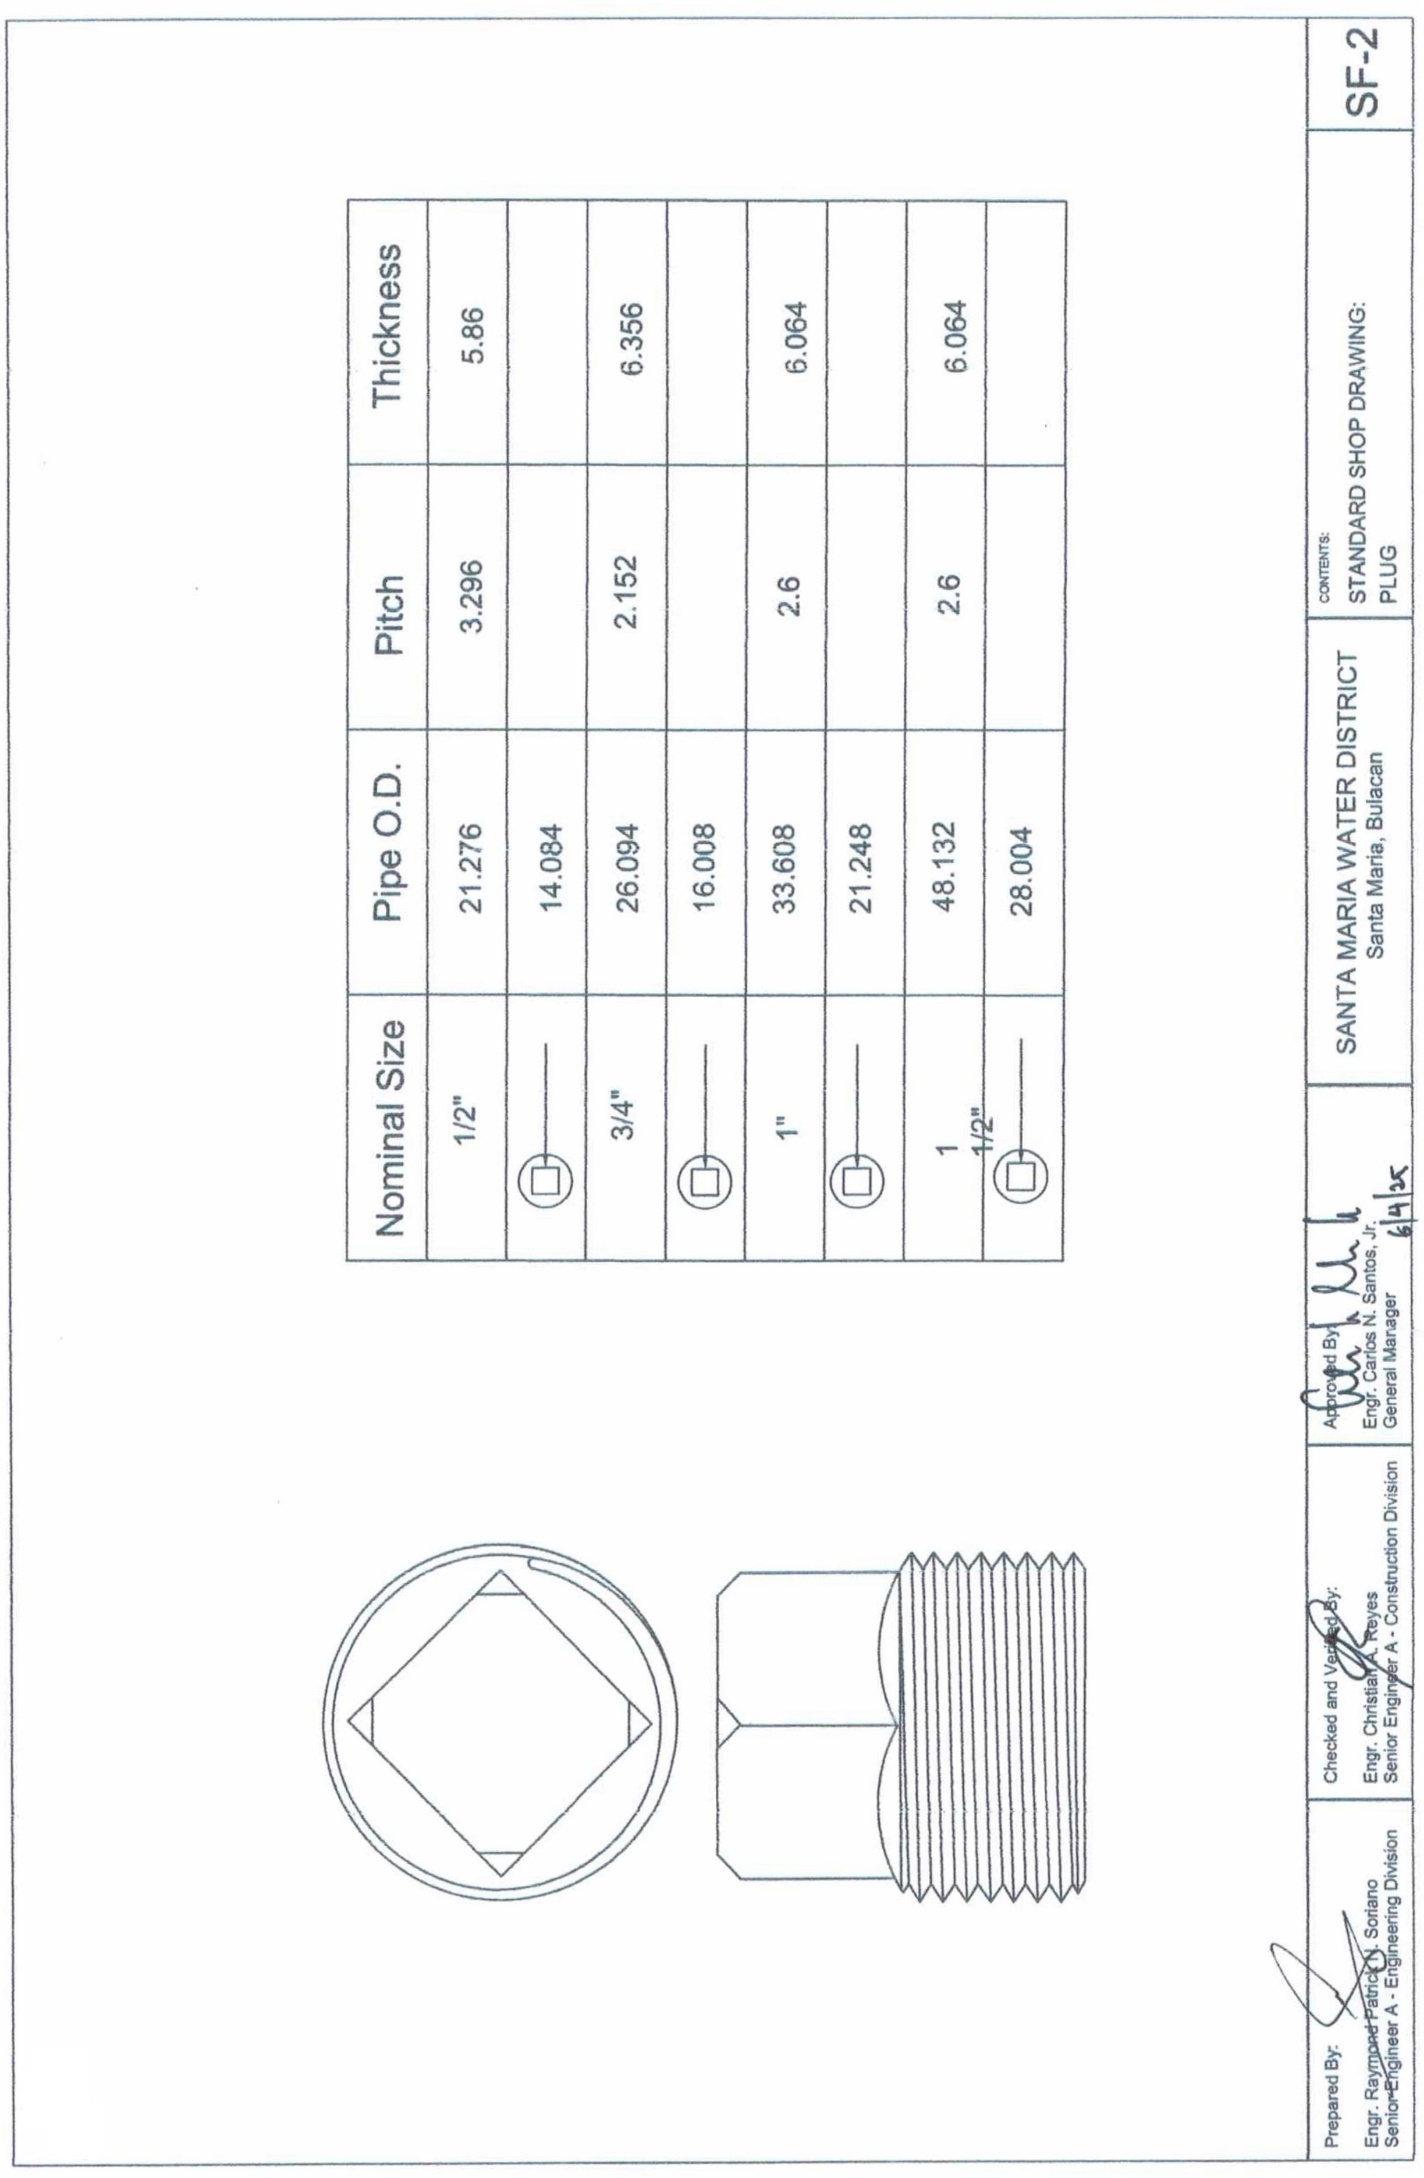 Nominal Size Pipe O.D. Pitch Thickness
1/2" 21.276 3.296 5.86
14.084
3/4" 26.094 2.152 6.356
16.008
1" 33.608 2.6 6.064
21.248
1 48.132 2.6 6.064
1/2"
28.004
Prepared By:
Engr. Raymond Patrick N. Soriano
Senior Engineer A - Engineering Division
Checked and Verified By:
Engr. Christian A. Reyes
Senior Engineer A - Construction Division
Approved By:
Engr. Carlos N. Santos, Jr.
General Manager
6/4/25
SANTA MARIA WATER DISTRICT
Santa Maria, Bulacan
CONTENTS:
STANDARD SHOP DRAWING:
PLUG
SF-2